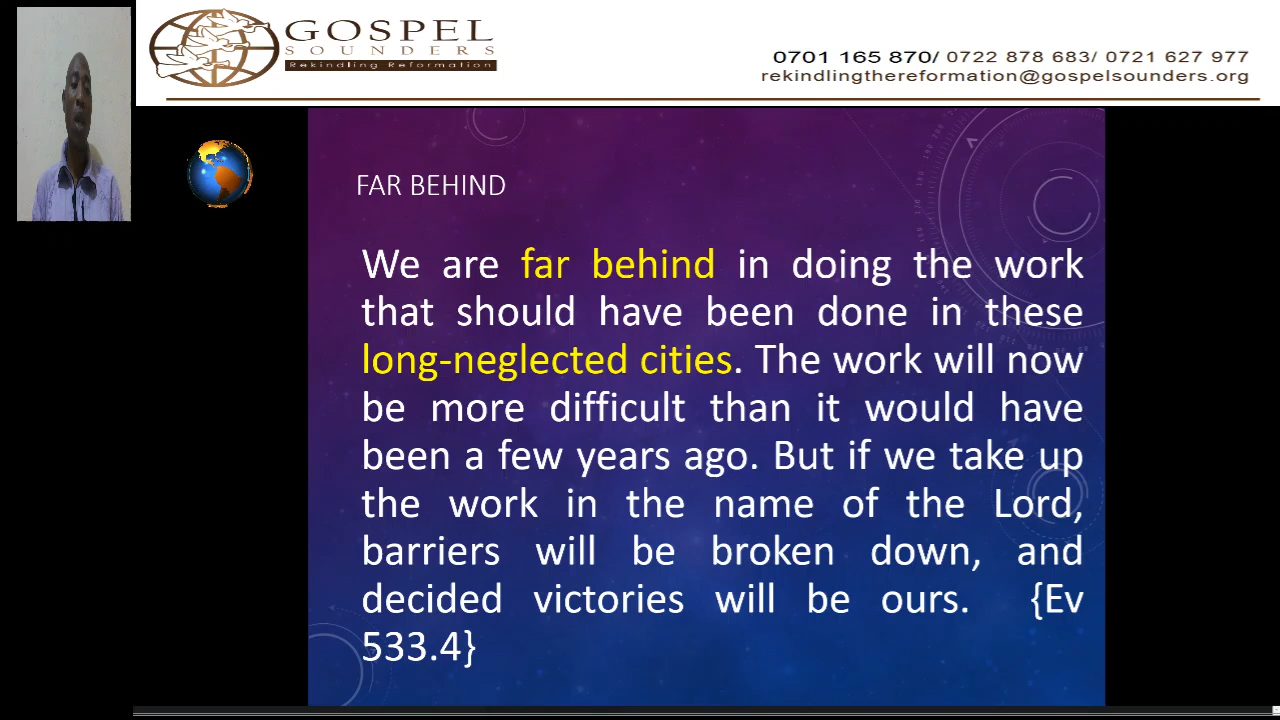 GOSPEL
SOUNDERS
Rekindling Reformation
0701 165 870/ 0722 878 683/ 0721 627 977
rekindlingthereformation@gospelsounders.org
FAR BEHIND
We are far behind in doing the work
that should have been done in these
long-neglected cities. The work will now
be more difficult than it would have
been a few years ago. But if we take up
the work in the name of the Lord,
barriers will be broken down, and
decided victories will be ours. {Ev
533.4}